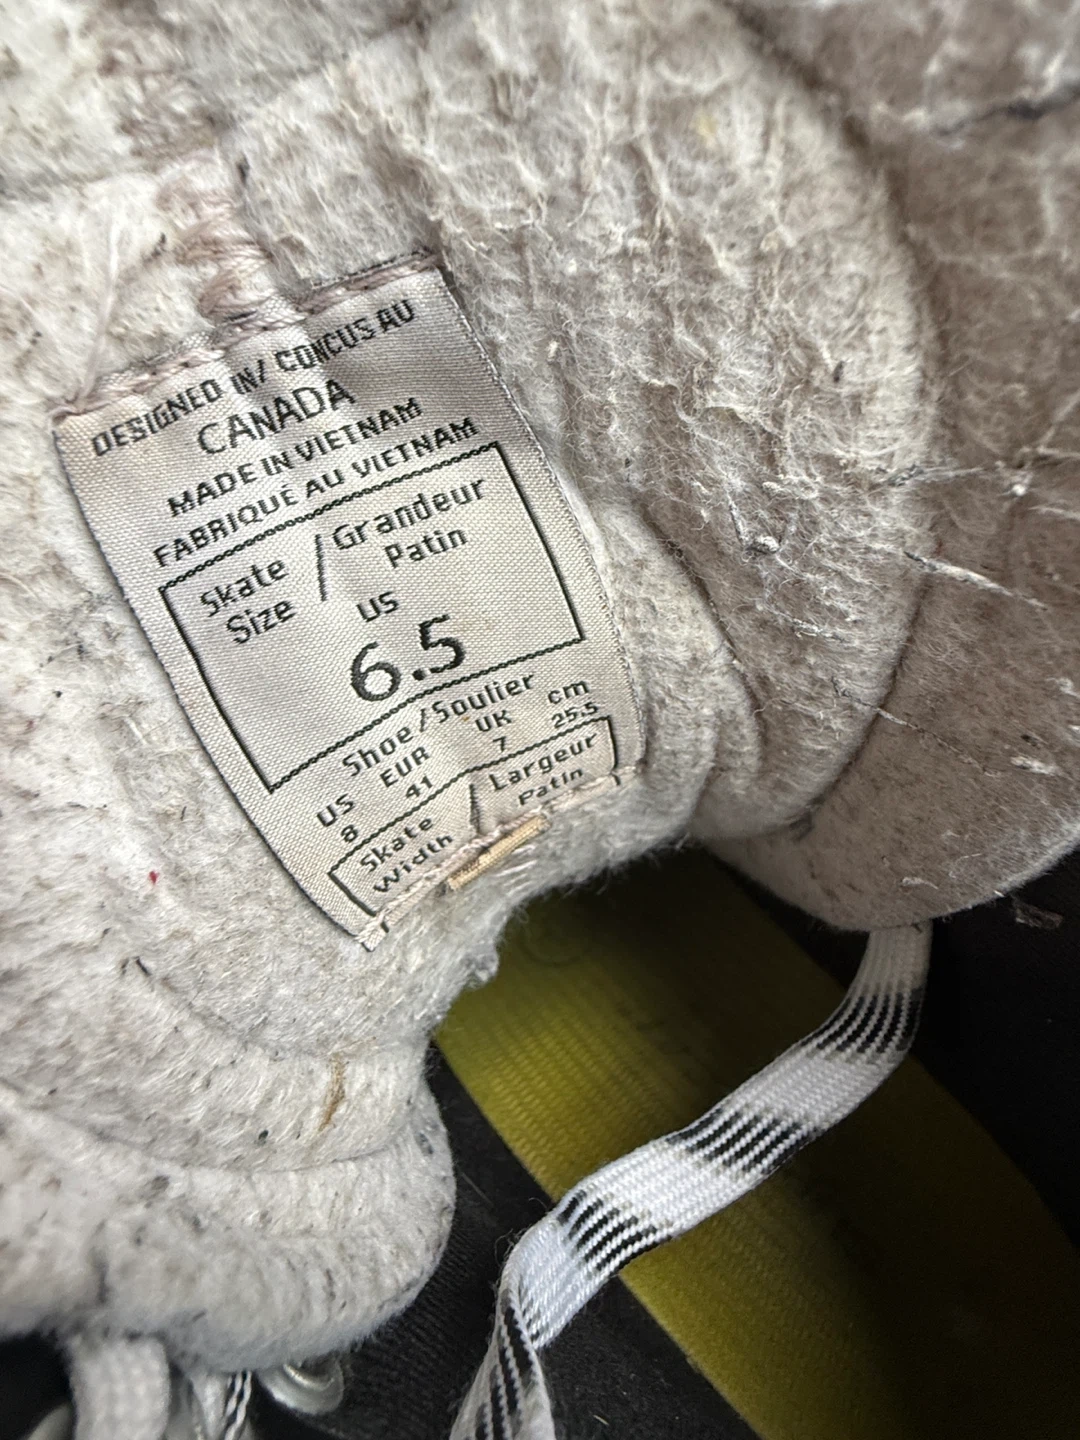 DESIGNED IN/ CONCUS AU
CANADA
MADE IN VIETNAM
FABRIQUÉ AU VIETNAM
Skate Size / Grandeur Patin
US
6.5
Shoe/Soulier
US EUR UK cm
8 41 7 25.5
Skate Width / Largeur Patin